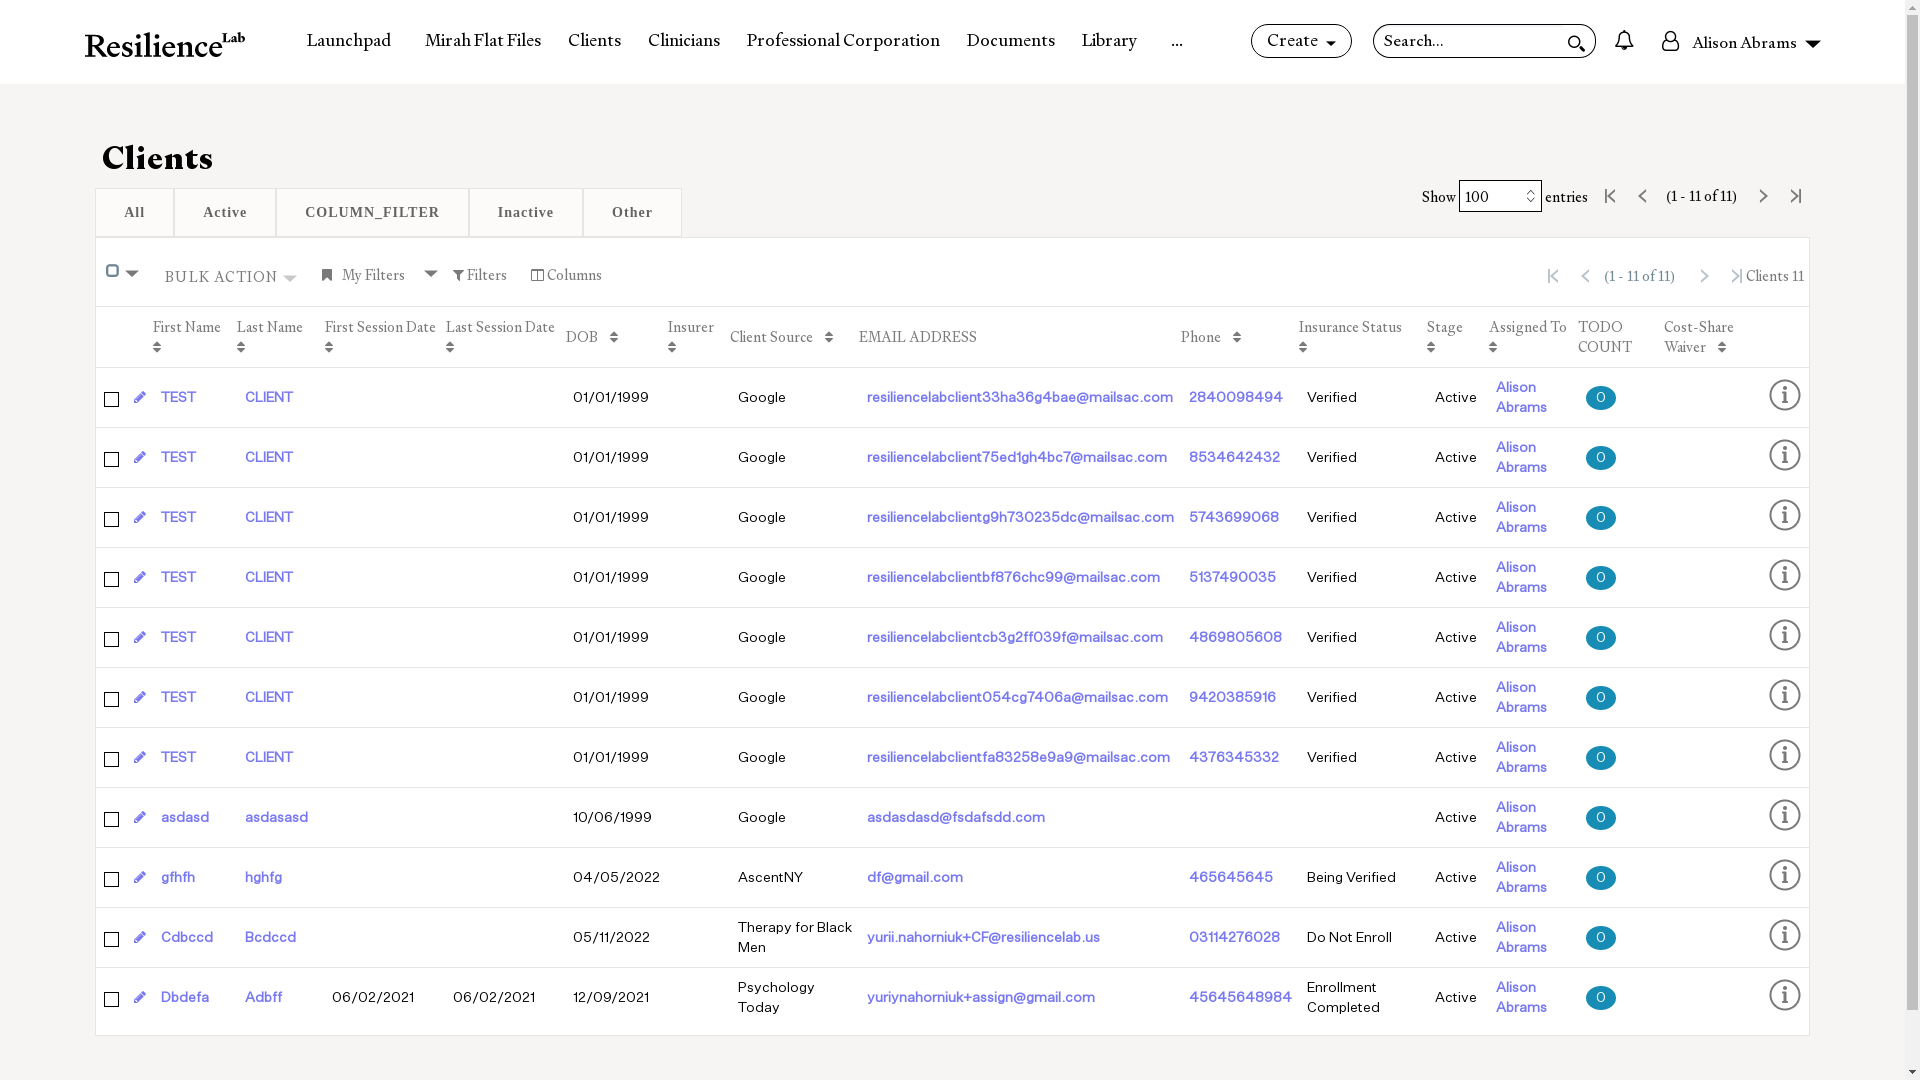 Resilience Lab Launchpad Mirah Flat Files Clients Clinicians Professional Corporation Documents Library ... Create Search... Alison Abrams
Clients
All Active COLUMN_FILTER Inactive Other
Show 100 entries (1 - 11 of 11)
BULK ACTION My Filters Filters Columns (1 - 11 of 11) Clients 11
First Name Last Name First Session Date Last Session Date DOB Insurer Client Source EMAIL ADDRESS Phone Insurance Status Stage Assigned To TODO COUNT Cost-Share Waiver
TEST CLIENT 01/01/1999 Google resiliencelabclient33ha36g4bae@mailsac.com 2840098494 Verified Active Alison Abrams 0
TEST CLIENT 01/01/1999 Google resiliencelabclient75ed1gh4bc7@mailsac.com 8534642432 Verified Active Alison Abrams 0
TEST CLIENT 01/01/1999 Google resiliencelabclientg9h730235dc@mailsac.com 5743699068 Verified Active Alison Abrams 0
TEST CLIENT 01/01/1999 Google resiliencelabclientbf876chc99@mailsac.com 5137490035 Verified Active Alison Abrams 0
TEST CLIENT 01/01/1999 Google resiliencelabclientcb3g2ff039f@mailsac.com 4869805608 Verified Active Alison Abrams 0
TEST CLIENT 01/01/1999 Google resiliencelabclient054cg7406a@mailsac.com 9420385916 Verified Active Alison Abrams 0
TEST CLIENT 01/01/1999 Google resiliencelabclientfa83258e9a9@mailsac.com 4376345332 Verified Active Alison Abrams 0
asdasd asdasasd 10/06/1999 Google asdasdasd@fsdafsdd.com Active Alison Abrams 0
gfhfh hghfg 04/05/2022 AscentNY df@gmail.com 465645645 Being Verified Active Alison Abrams 0
Cdbccd Bcdccd 05/11/2022 Therapy for Black Men yurii.nahorniuk+CF@resiliencelab.us 03114276028 Do Not Enroll Active Alison Abrams 0
Dbdefa Adbff 06/02/2021 06/02/2021 12/09/2021 Psychology Today yuriynahorniuk+assign@gmail.com 45645648984 Enrollment Completed Active Alison Abrams 0